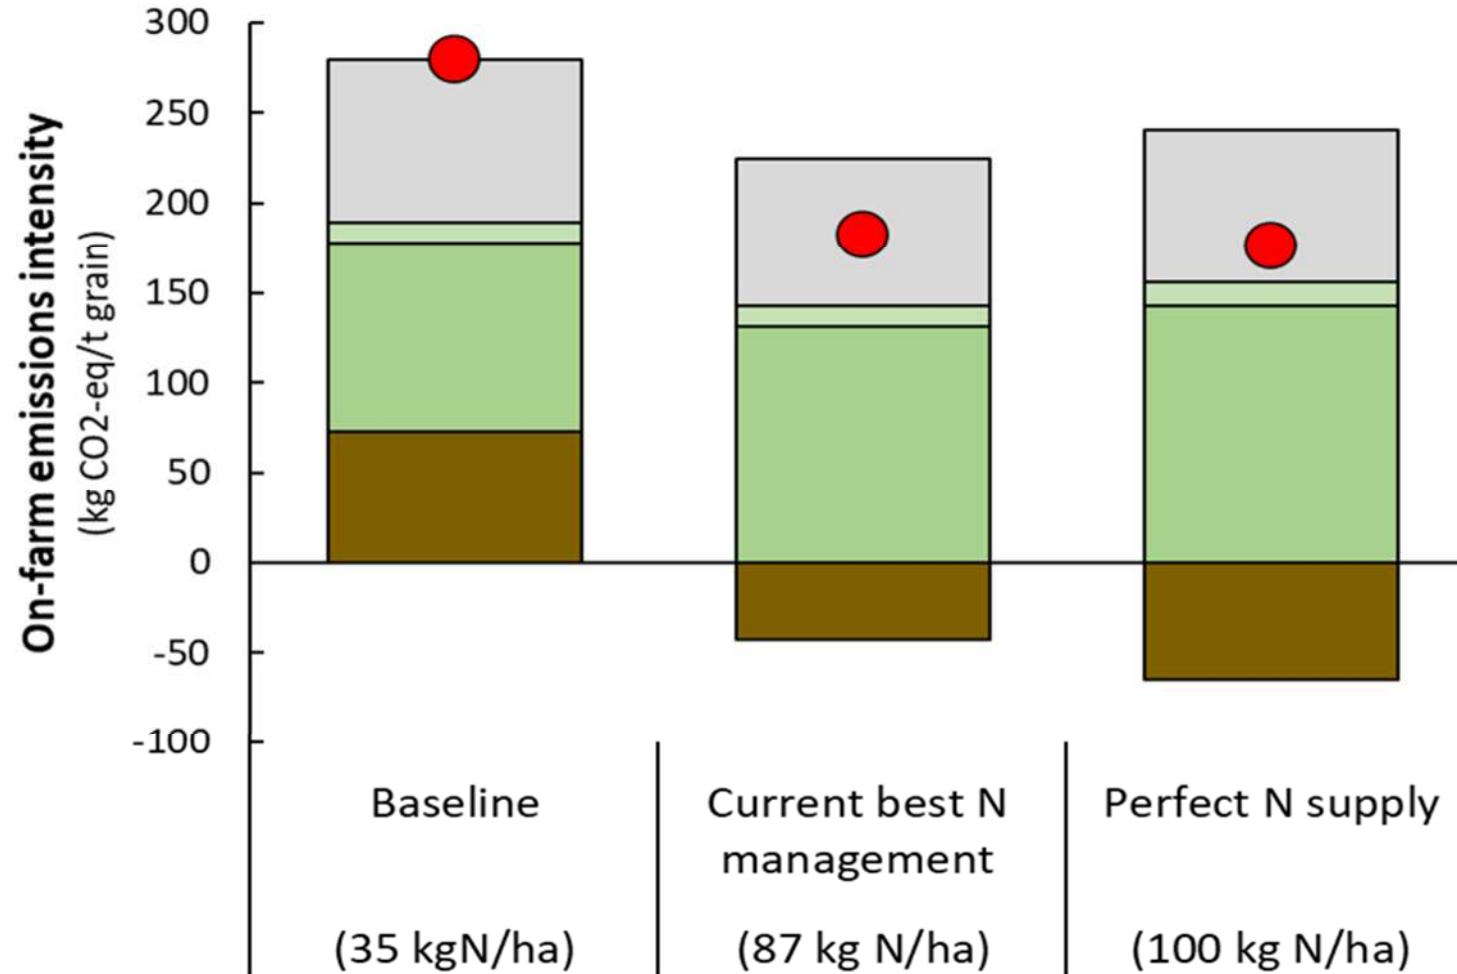 On-farm emissions intensity
(kg CO2-eq/t grain)
300
250
200
150
100
50
0
-50
-100
Baseline
(35 kgN/ha)
Current best N
management
(87 kg N/ha)
Perfect N supply
(100 kg N/ha)